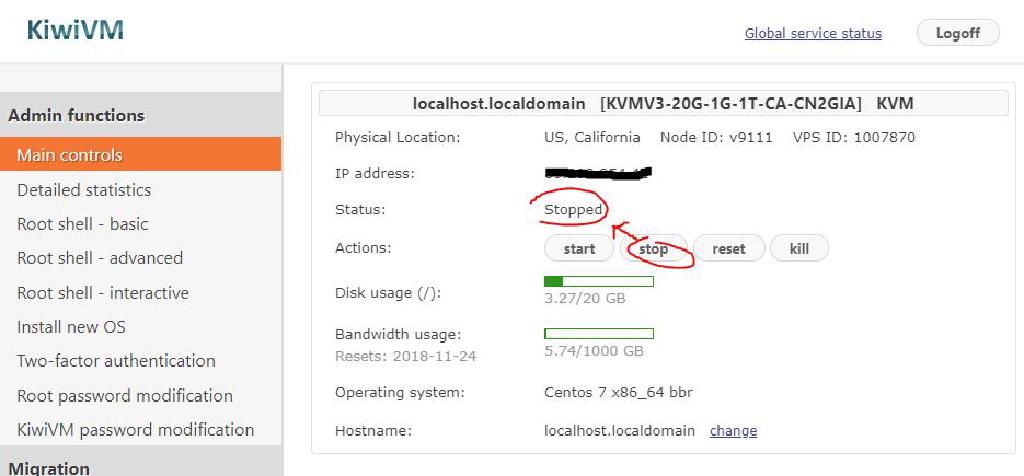 KiwiVM
Global service status
Logoff
Admin functions
Main controls
Detailed statistics
Root shell - basic
Root shell - advanced
Root shell - interactive
Install new OS
Two-factor authentication
Root password modification
KiwiVM password modification
Migration
localhost.localdomain [KVMV3-20G-1G-1T-CA-CN2GIA] KVM
Physical Location: US, California Node ID: v9111 VPS ID: 1007870
IP address:
Status: Stopped
Actions: start stop reset kill
Disk usage (/):
3.27/20 GB
Bandwidth usage:
Resets: 2018-11-24
5.74/1000 GB
Operating system: Centos 7 x86_64 bbr
Hostname: localhost.localdomain change